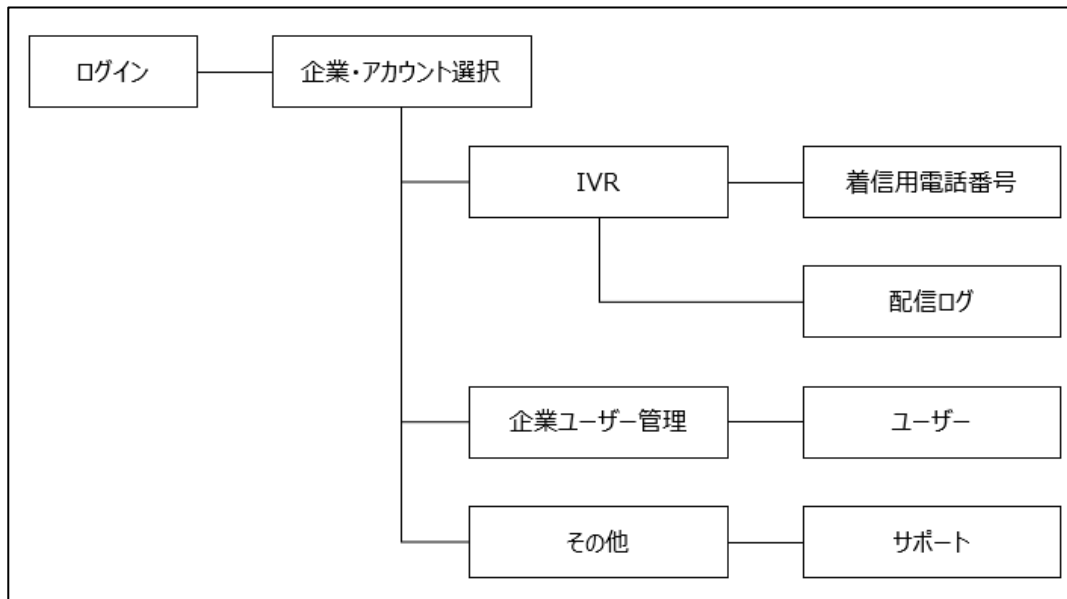 ログイン
企業・アカウント選択
IVR
着信用電話番号
配信ログ
企業ユーザー管理
ユーザー
その他
サポート